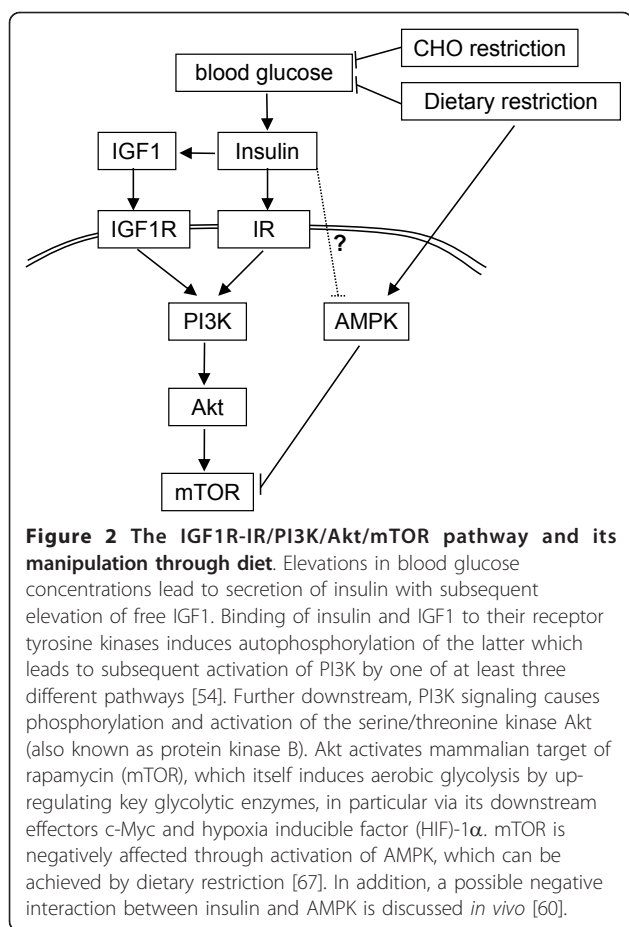 CHO restriction
blood glucose
Dietary restriction
IGF1
Insulin
IGF1R
IR
?
PI3K
AMPK
Akt
mTOR
Figure 2 The IGF1R-IR/PI3K/Akt/mTOR pathway and its
manipulation through diet. Elevations in blood glucose
concentrations lead to secretion of insulin with subsequent
elevation of free IGF1. Binding of insulin and IGF1 to their receptor
tyrosine kinases induces autophosphorylation of the latter which
leads to subsequent activation of PI3K by one of at least three
different pathways [54]. Further downstream, PI3K signaling causes
phosphorylation and activation of the serine/threonine kinase Akt
(also known as protein kinase B). Akt activates mammalian target of
rapamycin (mTOR), which itself induces aerobic glycolysis by up-
regulating key glycolytic enzymes, in particular via its downstream
effectors c-Myc and hypoxia inducible factor (HIF)-1α. mTOR is
negatively affected through activation of AMPK, which can be
achieved by dietary restriction [67]. In addition, a possible negative
interaction between insulin and AMPK is discussed in vivo [60].